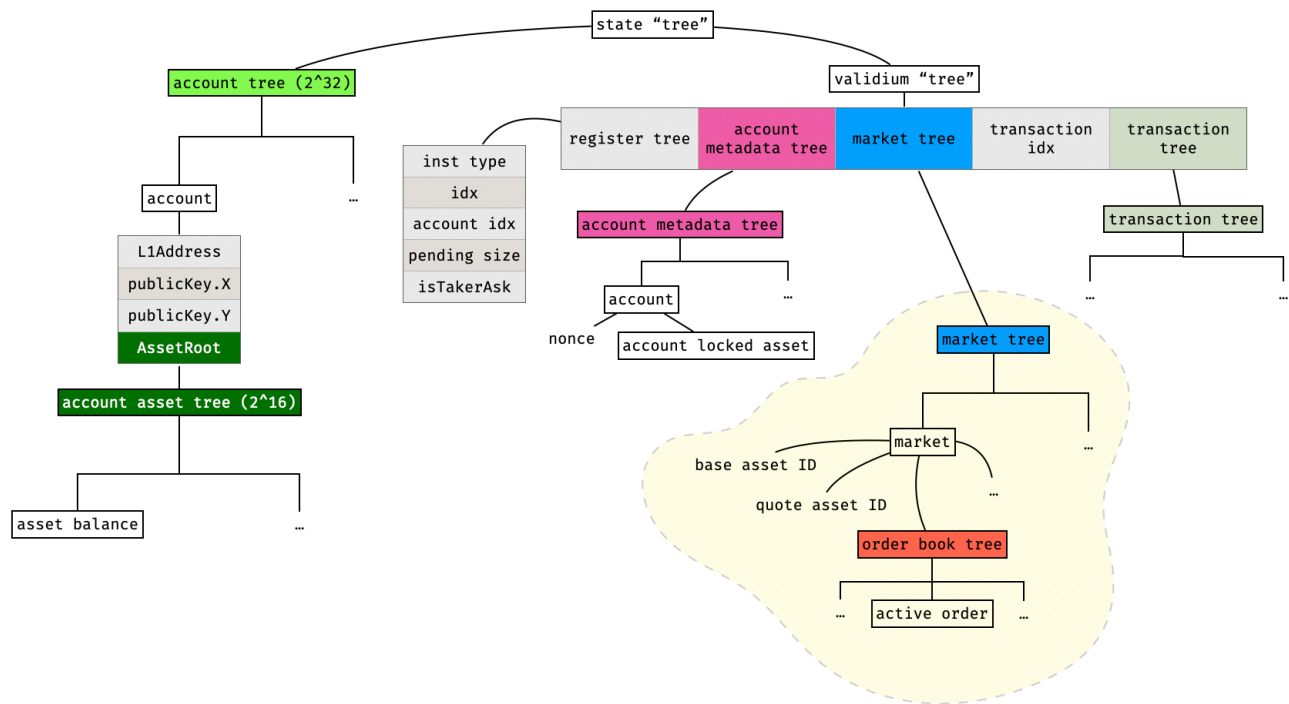 state “tree”
account tree (2^32)
validium “tree”
register tree
account
metadata tree
market tree
transaction
idx
transaction
tree
inst type
idx
account idx
pending size
isTakerAsk
account
…
L1Address
publicKey.X
publicKey.Y
AssetRoot
account asset tree (2^16)
asset balance
…
account metadata tree
account
…
nonce
account locked asset
transaction tree
…
…
market tree
market
…
base asset ID
quote asset ID
…
order book tree
…
active order
…